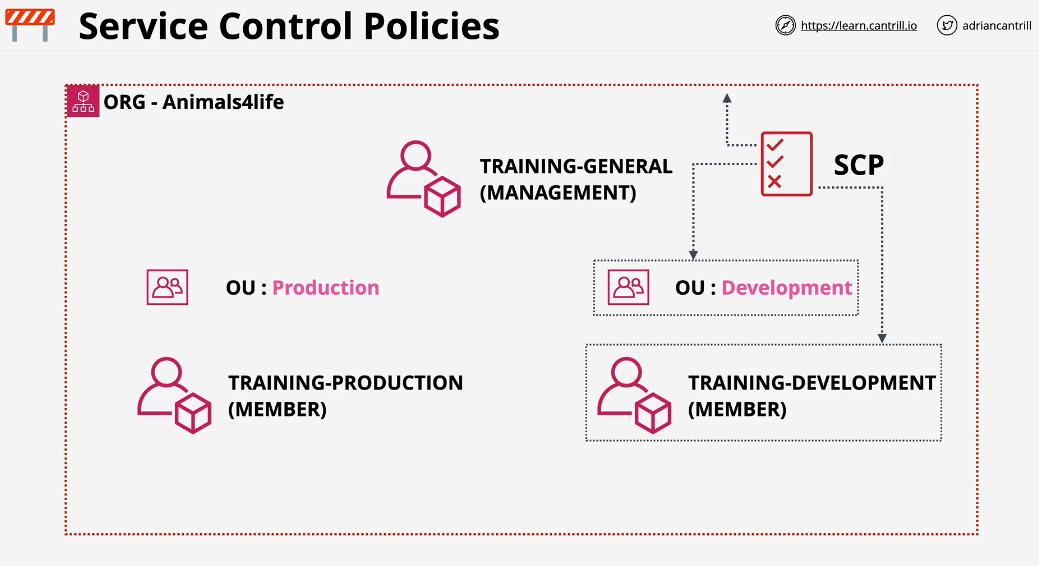 Service Control Policies
https://learn.cantrill.io
adriancantrill
ORG - Animals4life
TRAINING-GENERAL
(MANAGEMENT)
SCP
OU : Production
OU : Development
TRAINING-PRODUCTION
(MEMBER)
TRAINING-DEVELOPMENT
(MEMBER)